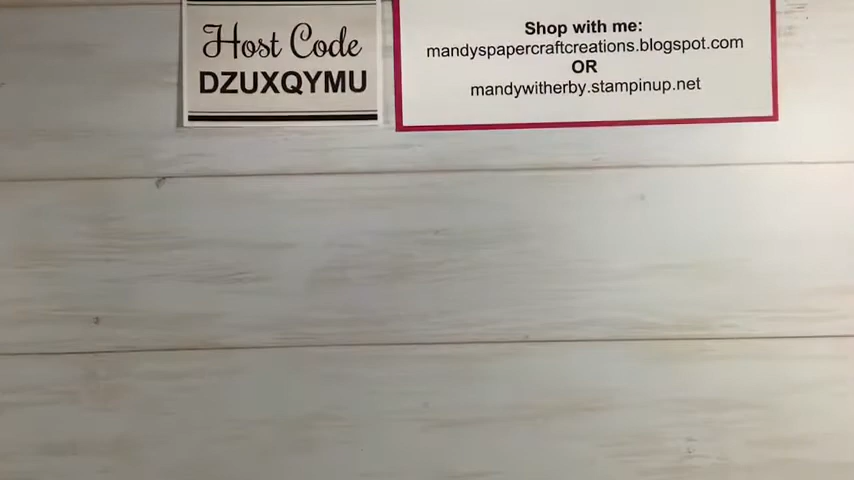 Host Code
DZUXQYMU
Shop with me:
mandyspapercraftcreations.blogspot.com
OR
mandywitherby.stampinup.net